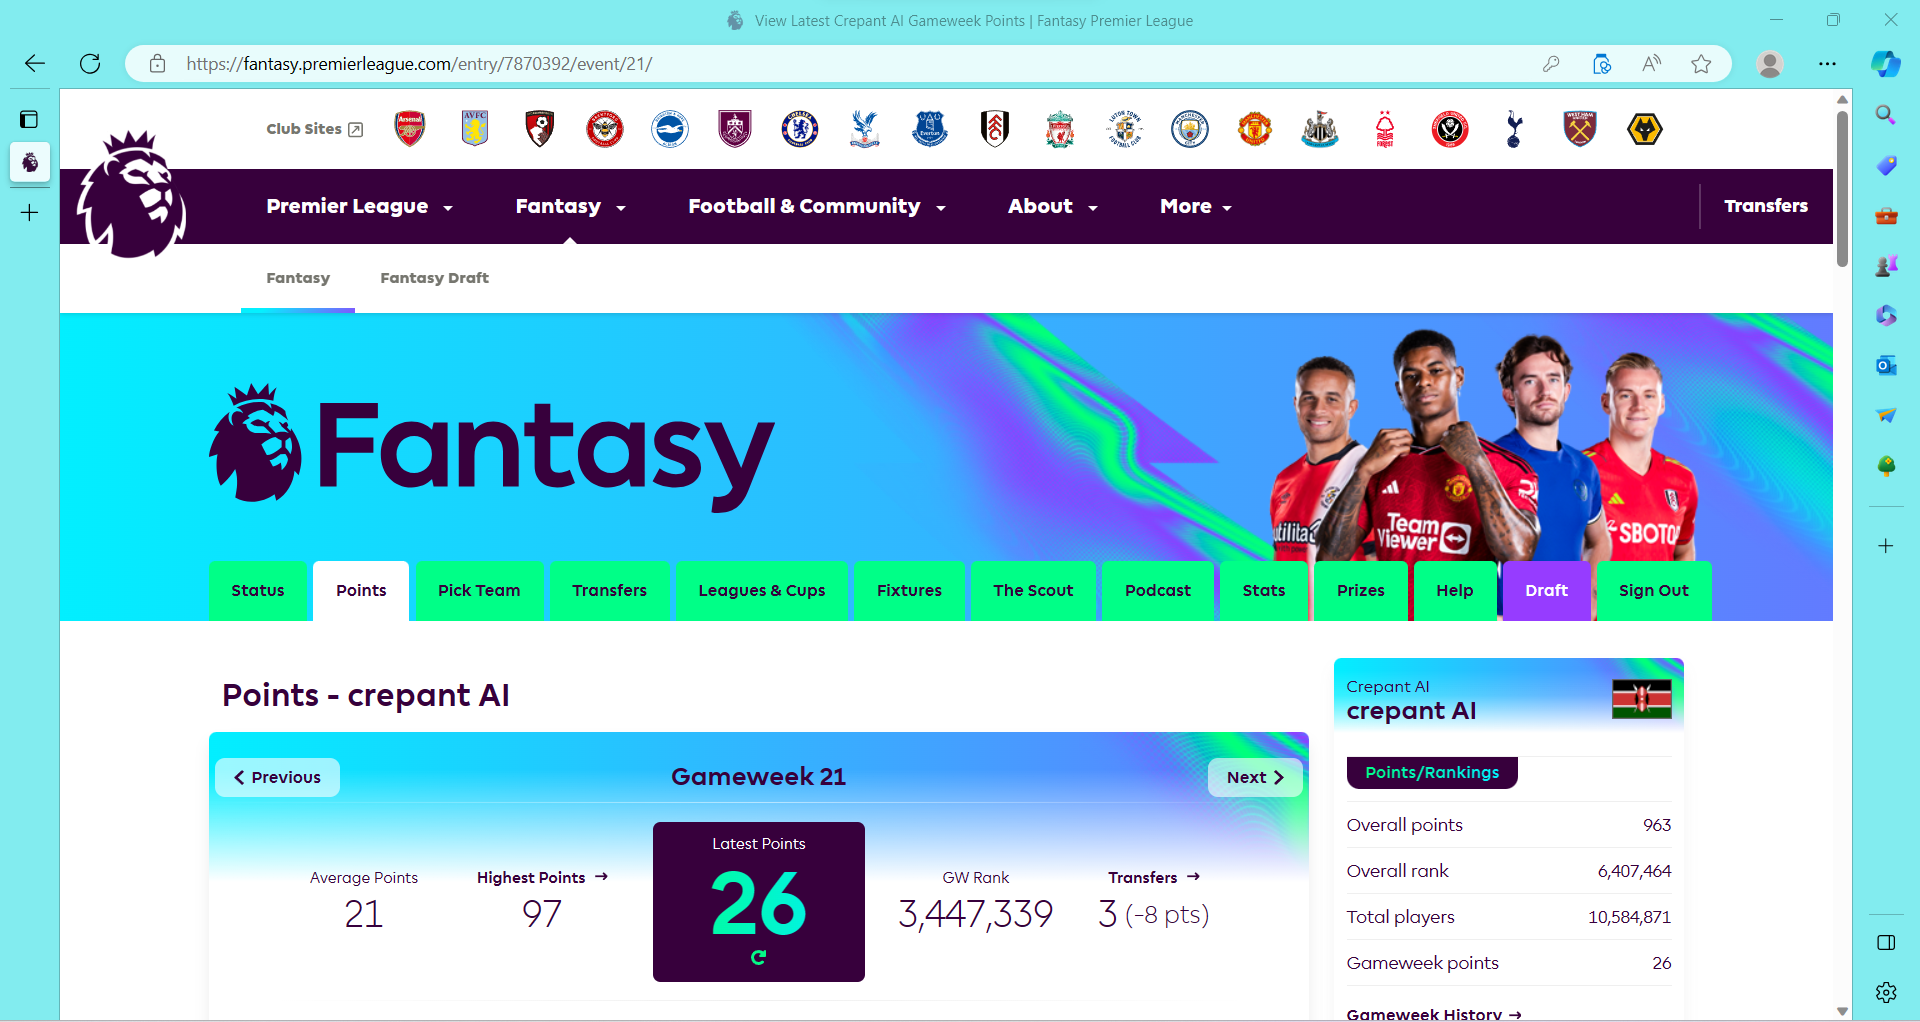 View Latest Crepant AI Gameweek Points | Fantasy Premier League
https://fantasy.premierleague.com/entry/7870392/event/21/
Club Sites
Premier League
Fantasy
Football & Community
About
More
Transfers
Fantasy
Fantasy Draft
Fantasy
Team
Viewer
utilita
SBOTO
Status
Points
Pick Team
Transfers
Leagues & Cups
Fixtures
The Scout
Podcast
Stats
Prizes
Help
Draft
Sign Out
Points - crepant AI
Previous
Gameweek 21
Next
Average Points
21
Highest Points →
97
Latest Points
26
GW Rank
3,447,339
Transfers →
3 (-8 pts)
Crepant AI
crepant AI
Points/Rankings
Overall points 963
Overall rank 6,407,464
Total players 10,584,871
Gameweek points 26
Gameweek History →